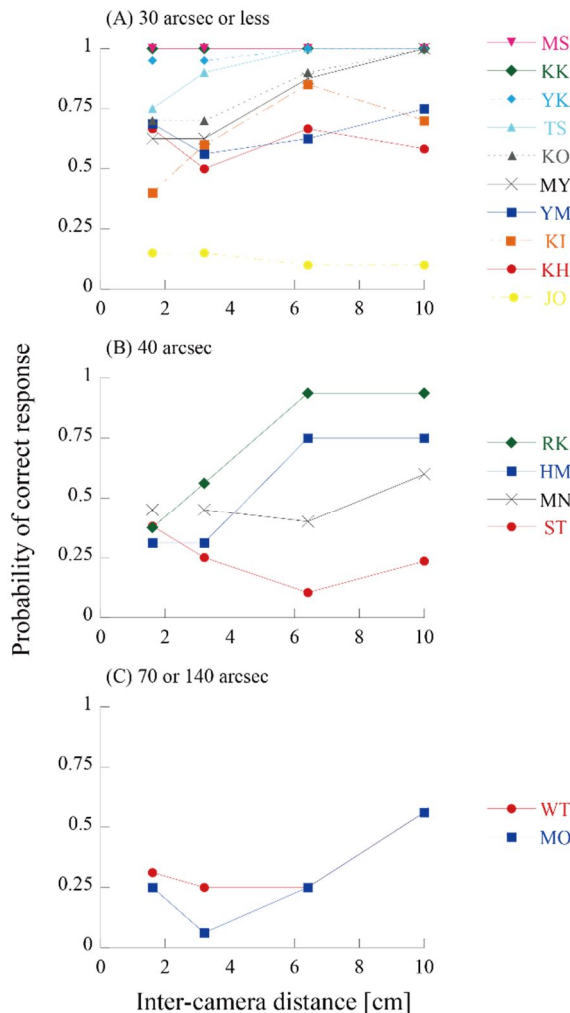 (A) 30 arcsec or less
1
0.75
0.5
0.25
0
0 2 4 6 8 10
MS
KK
YK
TS
KO
MY
YM
KI
KH
JO
(B) 40 arcsec
1
0.75
0.5
0.25
0
0 2 4 6 8 10
RK
HM
MN
ST
(C) 70 or 140 arcsec
1
0.75
0.5
0.25
0
0 2 4 6 8 10
WT
MO
Probability of correct response
Inter-camera distance [cm]